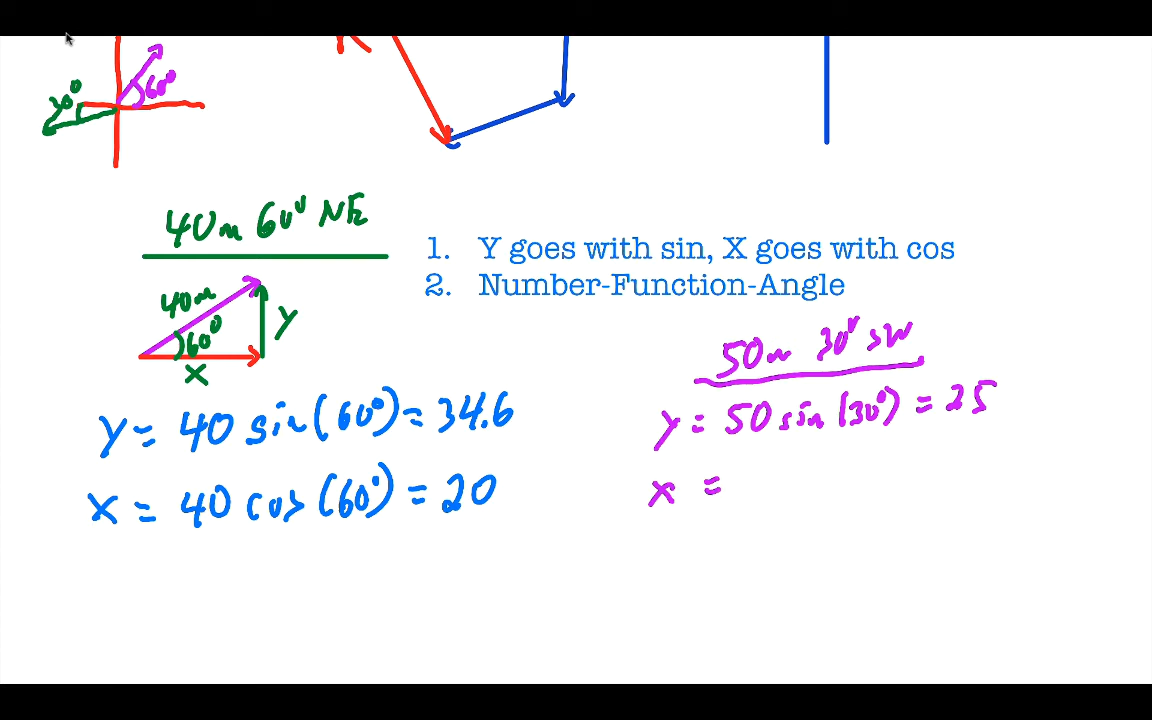 60°
30°
R
40m 60° NE
1. Y goes with sin, X goes with cos
2. Number-Function-Angle
40m
60°
Y
X
50m 30° SW
Y = 40 sin(60°) = 34.6
y = 50 sin(30°) = 25
X = 40 cos(60°) = 20
x =